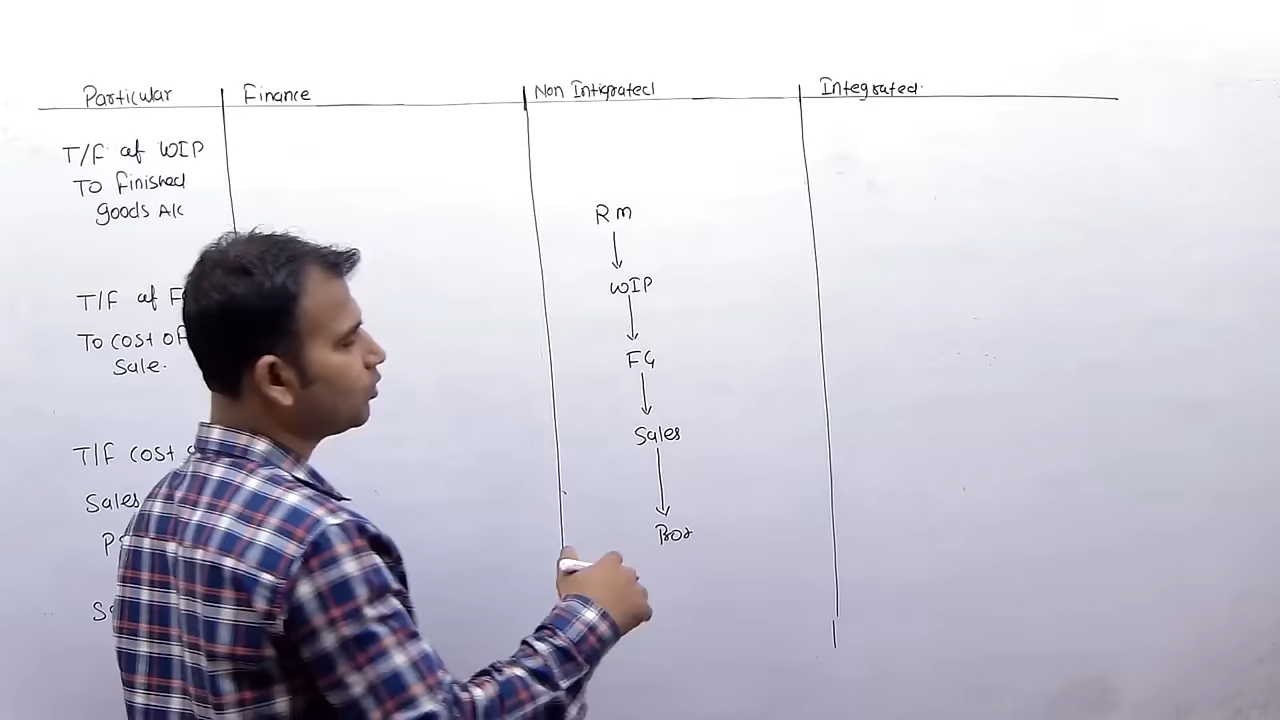 Particular
Finance
Non Intigrated
Integrated.
T/F of WIP
To Finished
goods A/c
T/F of F
To cost of
Sale.
T/F cost
Sales
Rm
WIP
FG
Sales